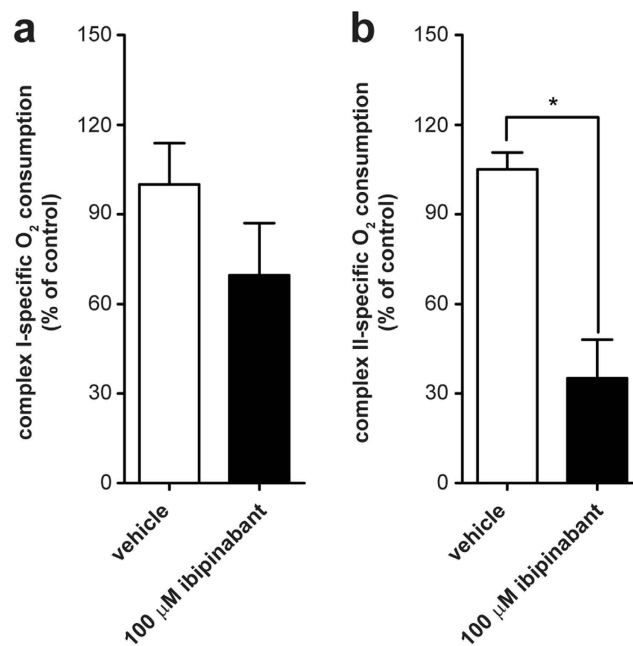 a
complex I-specific O₂ consumption
(% of control)
150
120
90
60
30
0
vehicle
100 μM ibipinabant
b
complex II-specific O₂ consumption
(% of control)
150
120
90
60
30
0
*
vehicle
100 μM ibipinabant